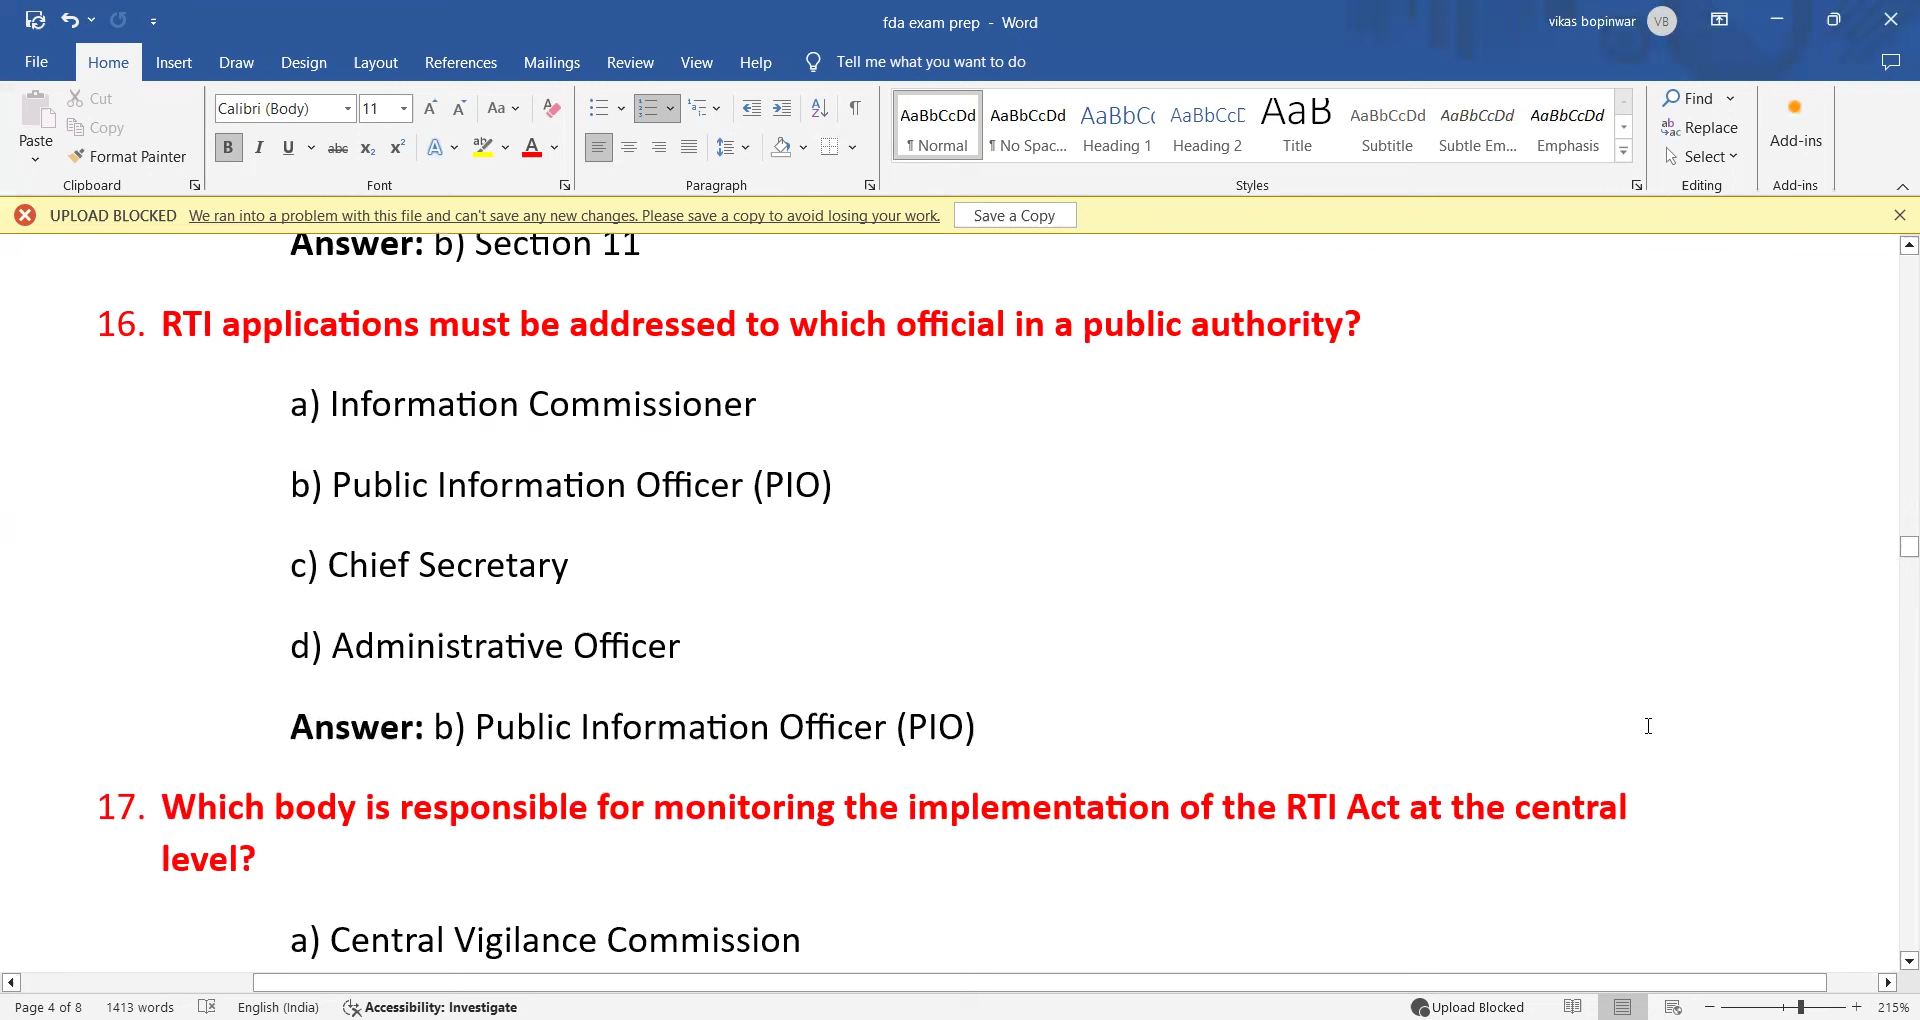 fda exam prep - Word
vikas bopinwar VB
File Home Insert Draw Design Layout References Mailings Review View Help Tell me what you want to do
Paste Cut
Copy
Format Painter
Clipboard
Calibri (Body) 11 Aa
B I U abc x₂ x² A ab A
Font
Paragraph
AaBbCcDd AaBbCcDd AaBbCc AaBbCcD AaB AaBbCcDd AaBbCcDd AaBbCcDd
¶ Normal ¶ No Spac... Heading 1 Heading 2 Title Subtitle Subtle Em... Emphasis
Styles
Find
Replace
Select
Editing
Add-ins
Add-ins
UPLOAD BLOCKED We ran into a problem with this file and can't save any new changes. Please save a copy to avoid losing your work. Save a Copy
Answer: b) Section 11
16. RTI applications must be addressed to which official in a public authority?
a) Information Commissioner
b) Public Information Officer (PIO)
c) Chief Secretary
d) Administrative Officer
Answer: b) Public Information Officer (PIO)
17. Which body is responsible for monitoring the implementation of the RTI Act at the central
level?
a) Central Vigilance Commission
Page 4 of 8 1413 words English (India) Accessibility: Investigate Upload Blocked 215%